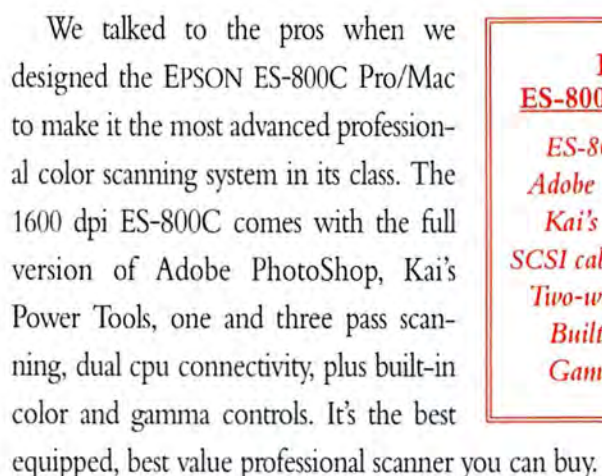 We talked to the pros when we
designed the EPSON ES-800C Pro/Mac
to make it the most advanced profession-
al color scanning system in its class. The
1600 dpi ES-800C comes with the full
version of Adobe PhotoShop, Kai's
Power Tools, one and three pass scan-
ning, dual cpu connectivity, plus built-in
color and gamma controls. It's the best
equipped, best value professional scanner you can buy.
Adobe
Kai's
SCSI